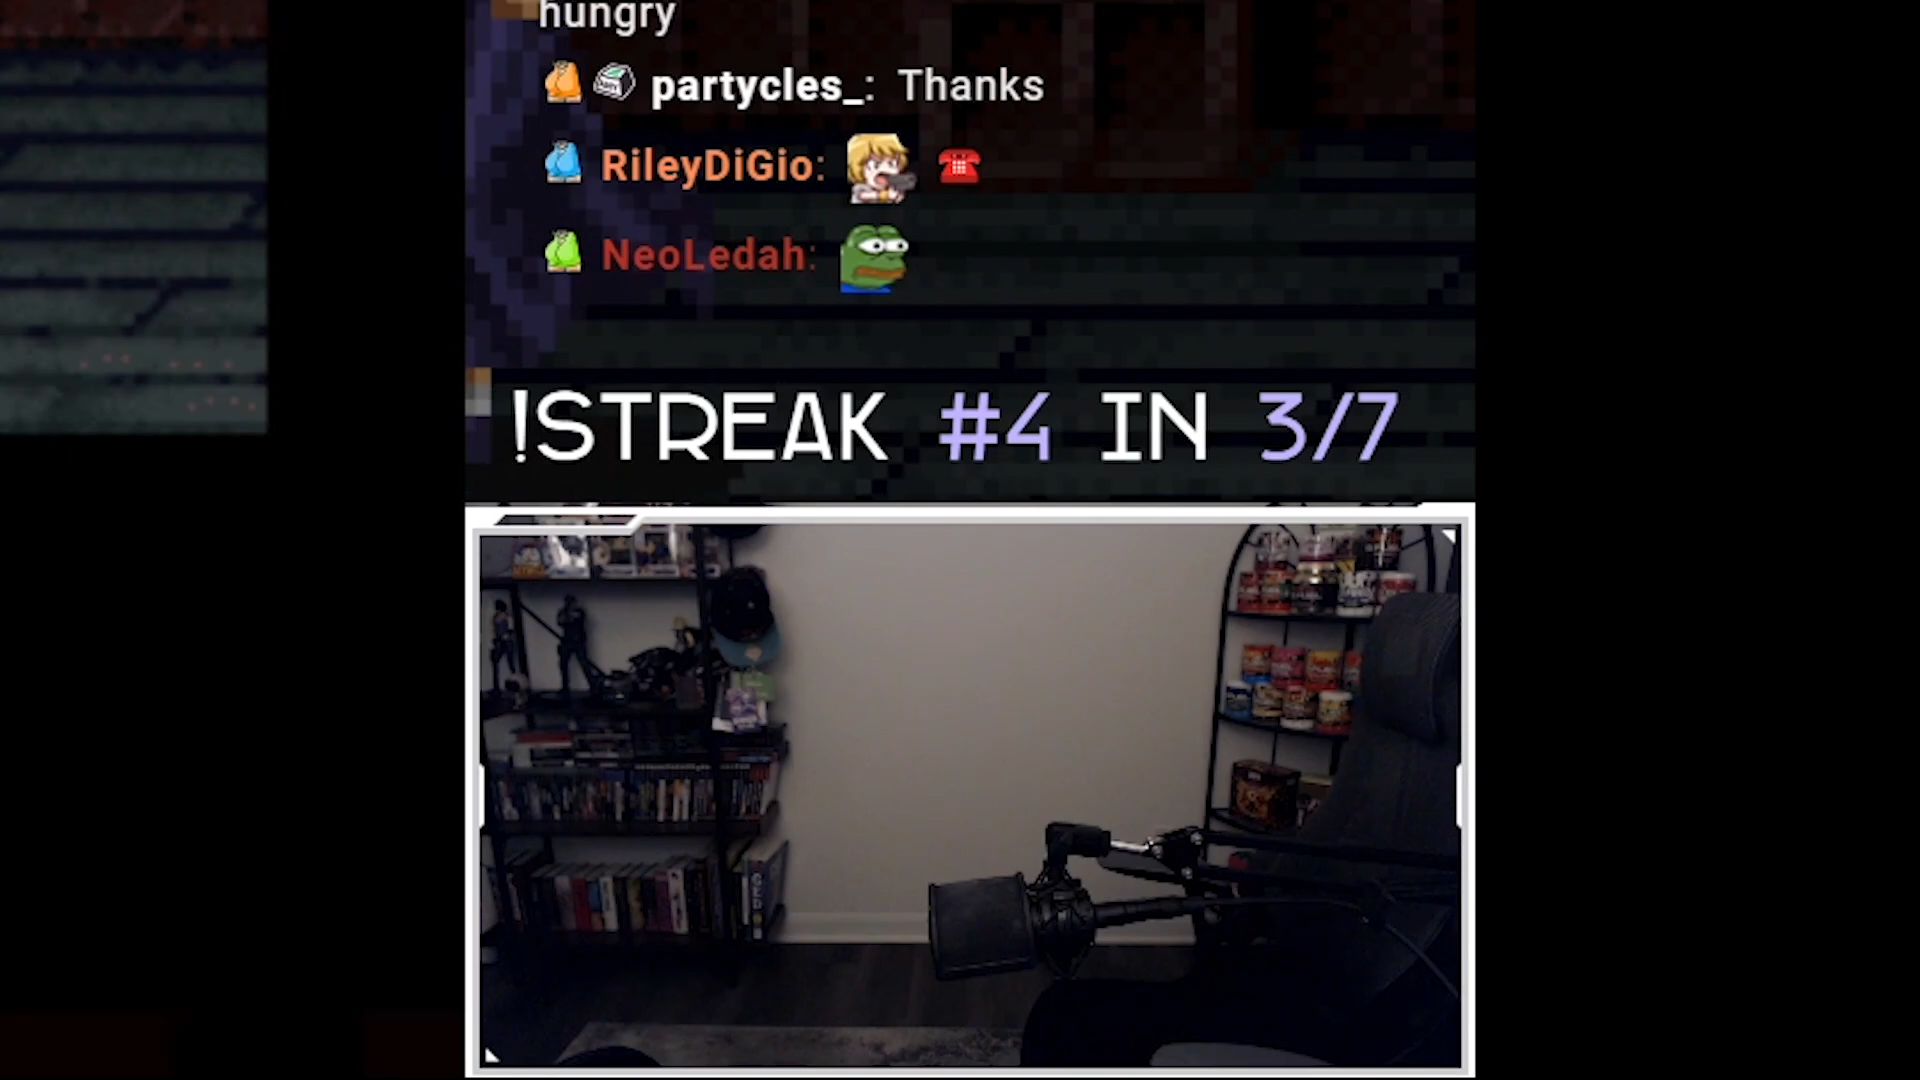 hungry
partycles_: Thanks
RileyDiGio:
NeoLedah:
!STREAK #4 IN 3/7